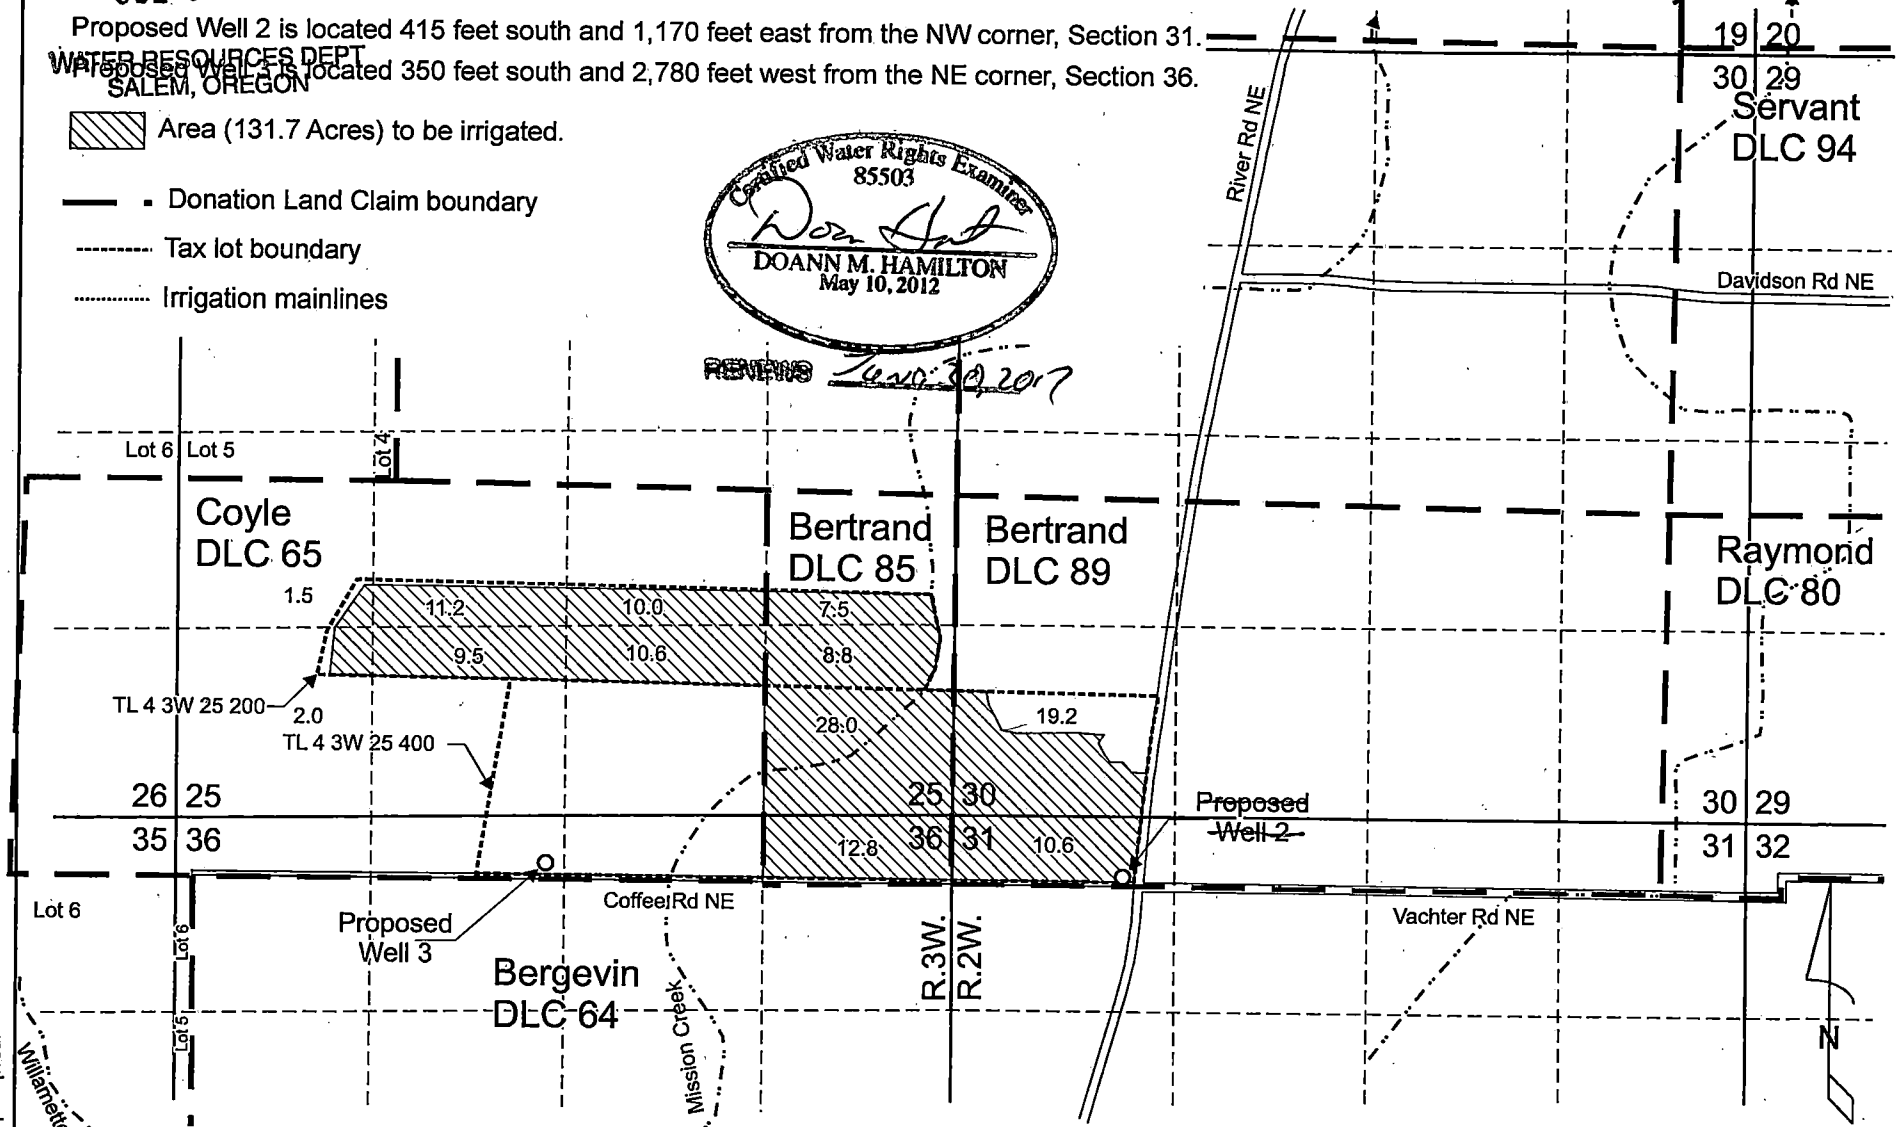 Proposed Well 2 is located 415 feet south and 1,170 feet east from the NW corner, Section 31.
WATER RESOURCES DEPT
Proposed Well 3 is located 350 feet south and 2,780 feet west from the NE corner, Section 36.
SALEM, OREGON
Area (131.7 Acres) to be irrigated.
Donation Land Claim boundary
Tax lot boundary
Irrigation mainlines
Certified Water Rights Examiner
85503
DOANN M. HAMILTON
May 10, 2012
RENEWS June 30, 2017
River Rd NE
19 20
30 29
Servant
DLC 94
Davidson Rd NE
Lot 6 Lot 5
Lot 4
Coyle
DLC 65
Bertrand
DLC 85
Bertrand
DLC 89
Raymond
DLC 80
1.5
11.2
10.0
7.5
9.5
10.6
8.8
TL 4 3W 25 200
2.0
TL 4 3W 25 400
28.0
19.2
26 25
35 36
25 30
36 31
12.8
10.6
Proposed
Well 2
30 29
31 32
Lot 6
Lot 6
Lot 5
Coffee Rd NE
Vachter Rd NE
Proposed
Well 3
Bergevin
DLC 64
Mission Creek
R.3W.
R.2W.
Willamette
N